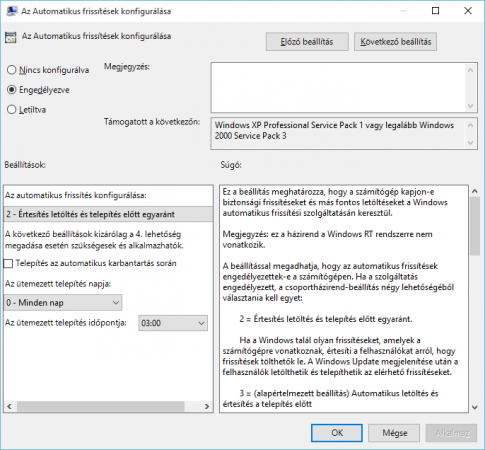 Az Automatikus frissítések konfigurálása
Az Automatikus frissítések konfigurálása
Előző beállítás
Következő beállítás
Nincs konfigurálva
Engedélyezve
Letiltva
Megjegyzés:
Támogatott a következőn:
Windows XP Professional Service Pack 1 vagy legalább Windows
2000 Service Pack 3
Beállítások:
Súgó:
Az automatikus frissítés konfigurálása:
2 - Értesítés letöltés és telepítés előtt egyaránt
A következő beállítások kizárólag a 4. lehetőség
megadása esetén szükségesek és alkalmazhatók.
Telepítés az automatikus karbantartás során
Az ütemezett telepítés napja:
0 - Minden nap
Az ütemezett telepítés időpontja:
03:00
Ez a beállítás meghatározza, hogy a számítógép kapjon-e
biztonsági frissítéseket és más fontos letöltéseket a Windows
automatikus frissítési szolgáltatásán keresztül.
Megjegyzés: ez a házirend a Windows RT rendszerre nem
vonatkozik.
A beállítással megadhatja, hogy az automatikus frissítések
engedélyezettek-e a számítógépen. Ha a szolgáltatás
engedélyezett, a csoportházirend-beállítás négy lehetőségéből
választania kell egyet:
2 = Értesítés letöltés és telepítés előtt egyaránt.
Ha a Windows talál olyan frissítéseket, amelyek a
számítógépre vonatkoznak, értesíti a felhasználókat arról, hogy
frissítések tölthetők le. A Windows Update megjelenítése után a
felhasználók letölthetik és telepíthetik az elérhető frissítéseket.
3 = (alapértelmezett beállítás) Automatikus letöltés és
értesítés a telepítés előtt
OK
Mégse
Alkalmaz